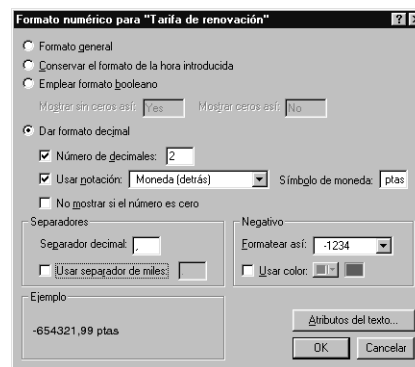 Formato numérico para "Tarifa de renovación"
Formato general
Conservar el formato de la hora introducida
Emplear formato booleano
Mostrar sin ceros así: Yes Mostrar ceros así: No
Dar formato decimal
Número de decimales: 2
Usar notación: Moneda (detrás) Símbolo de moneda: ptas
No mostrar si el número es cero
Separadores
Separador decimal: ,
Usar separador de miles: .
Negativo
Formatear así: -1234
Usar color:
Ejemplo
-654321,99 ptas
Atributos del texto...
OK Cancelar